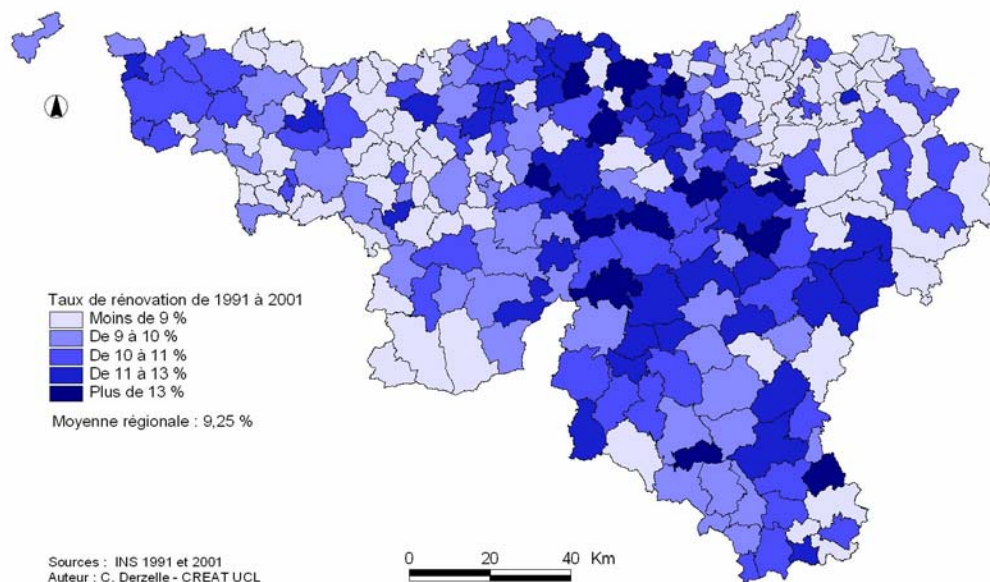 Taux de rénovation de 1991 à 2001
Moins de 9 %
De 9 à 10 %
De 10 à 11 %
De 11 à 13 %
Plus de 13 %
Moyenne régionale : 9,25 %
Sources : INS 1991 et 2001
Auteur : C. Derzelle - CREAT UCL
0 20 40 Km